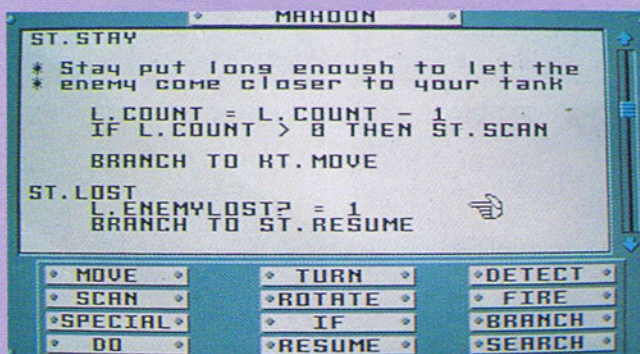 MAHOON
ST.STAY
* Stay put long enough to let the
* enemy come closer to your tank
L.COUNT = L.COUNT - 1
IF L.COUNT > 0 THEN ST.SCAN
BRANCH TO KT.MOVE
ST.LOST
L.ENEMYLOST? = 1
BRANCH TO ST.RESUME
MOVE TURN DETECT
SCAN ROTATE FIRE
SPECIAL IF BRANCH
DO RESUME SEARCH